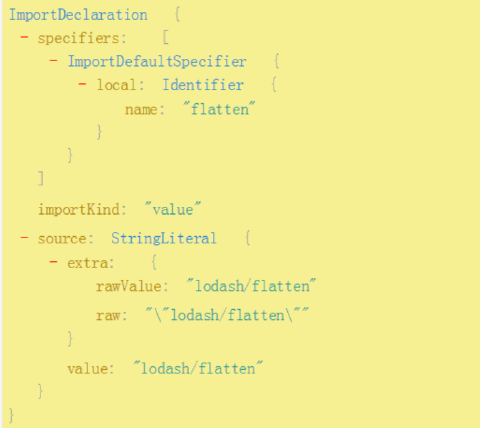 ImportDeclaration {
- specifiers: [
- ImportDefaultSpecifier {
- local: Identifier {
name: "flatten"
}
}
]
importKind: "value"
- source: StringLiteral {
- extra: {
rawValue: "lodash/flatten"
raw: "\"lodash/flatten\""
}
value: "lodash/flatten"
}
}